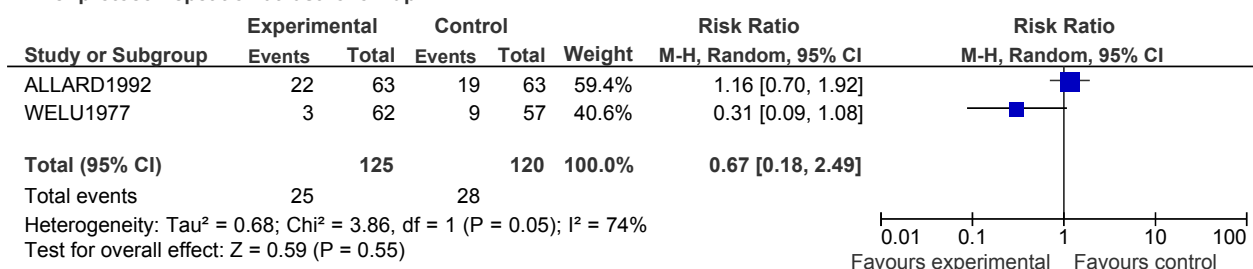 Experimental Control Risk Ratio Risk Ratio
Study or Subgroup Events Total Events Total Weight M-H, Random, 95% CI M-H, Random, 95% CI
ALLARD1992 22 63 19 63 59.4% 1.16 [0.70, 1.92]
WELU1977 3 62 9 57 40.6% 0.31 [0.09, 1.08]
Total (95% CI) 125 120 100.0% 0.67 [0.18, 2.49]
Total events 25 28
Heterogeneity: Tau² = 0.68; Chi² = 3.86, df = 1 (P = 0.05); I² = 74%
Test for overall effect: Z = 0.59 (P = 0.55)
0.01 0.1 1 10 100
Favours experimental Favours control